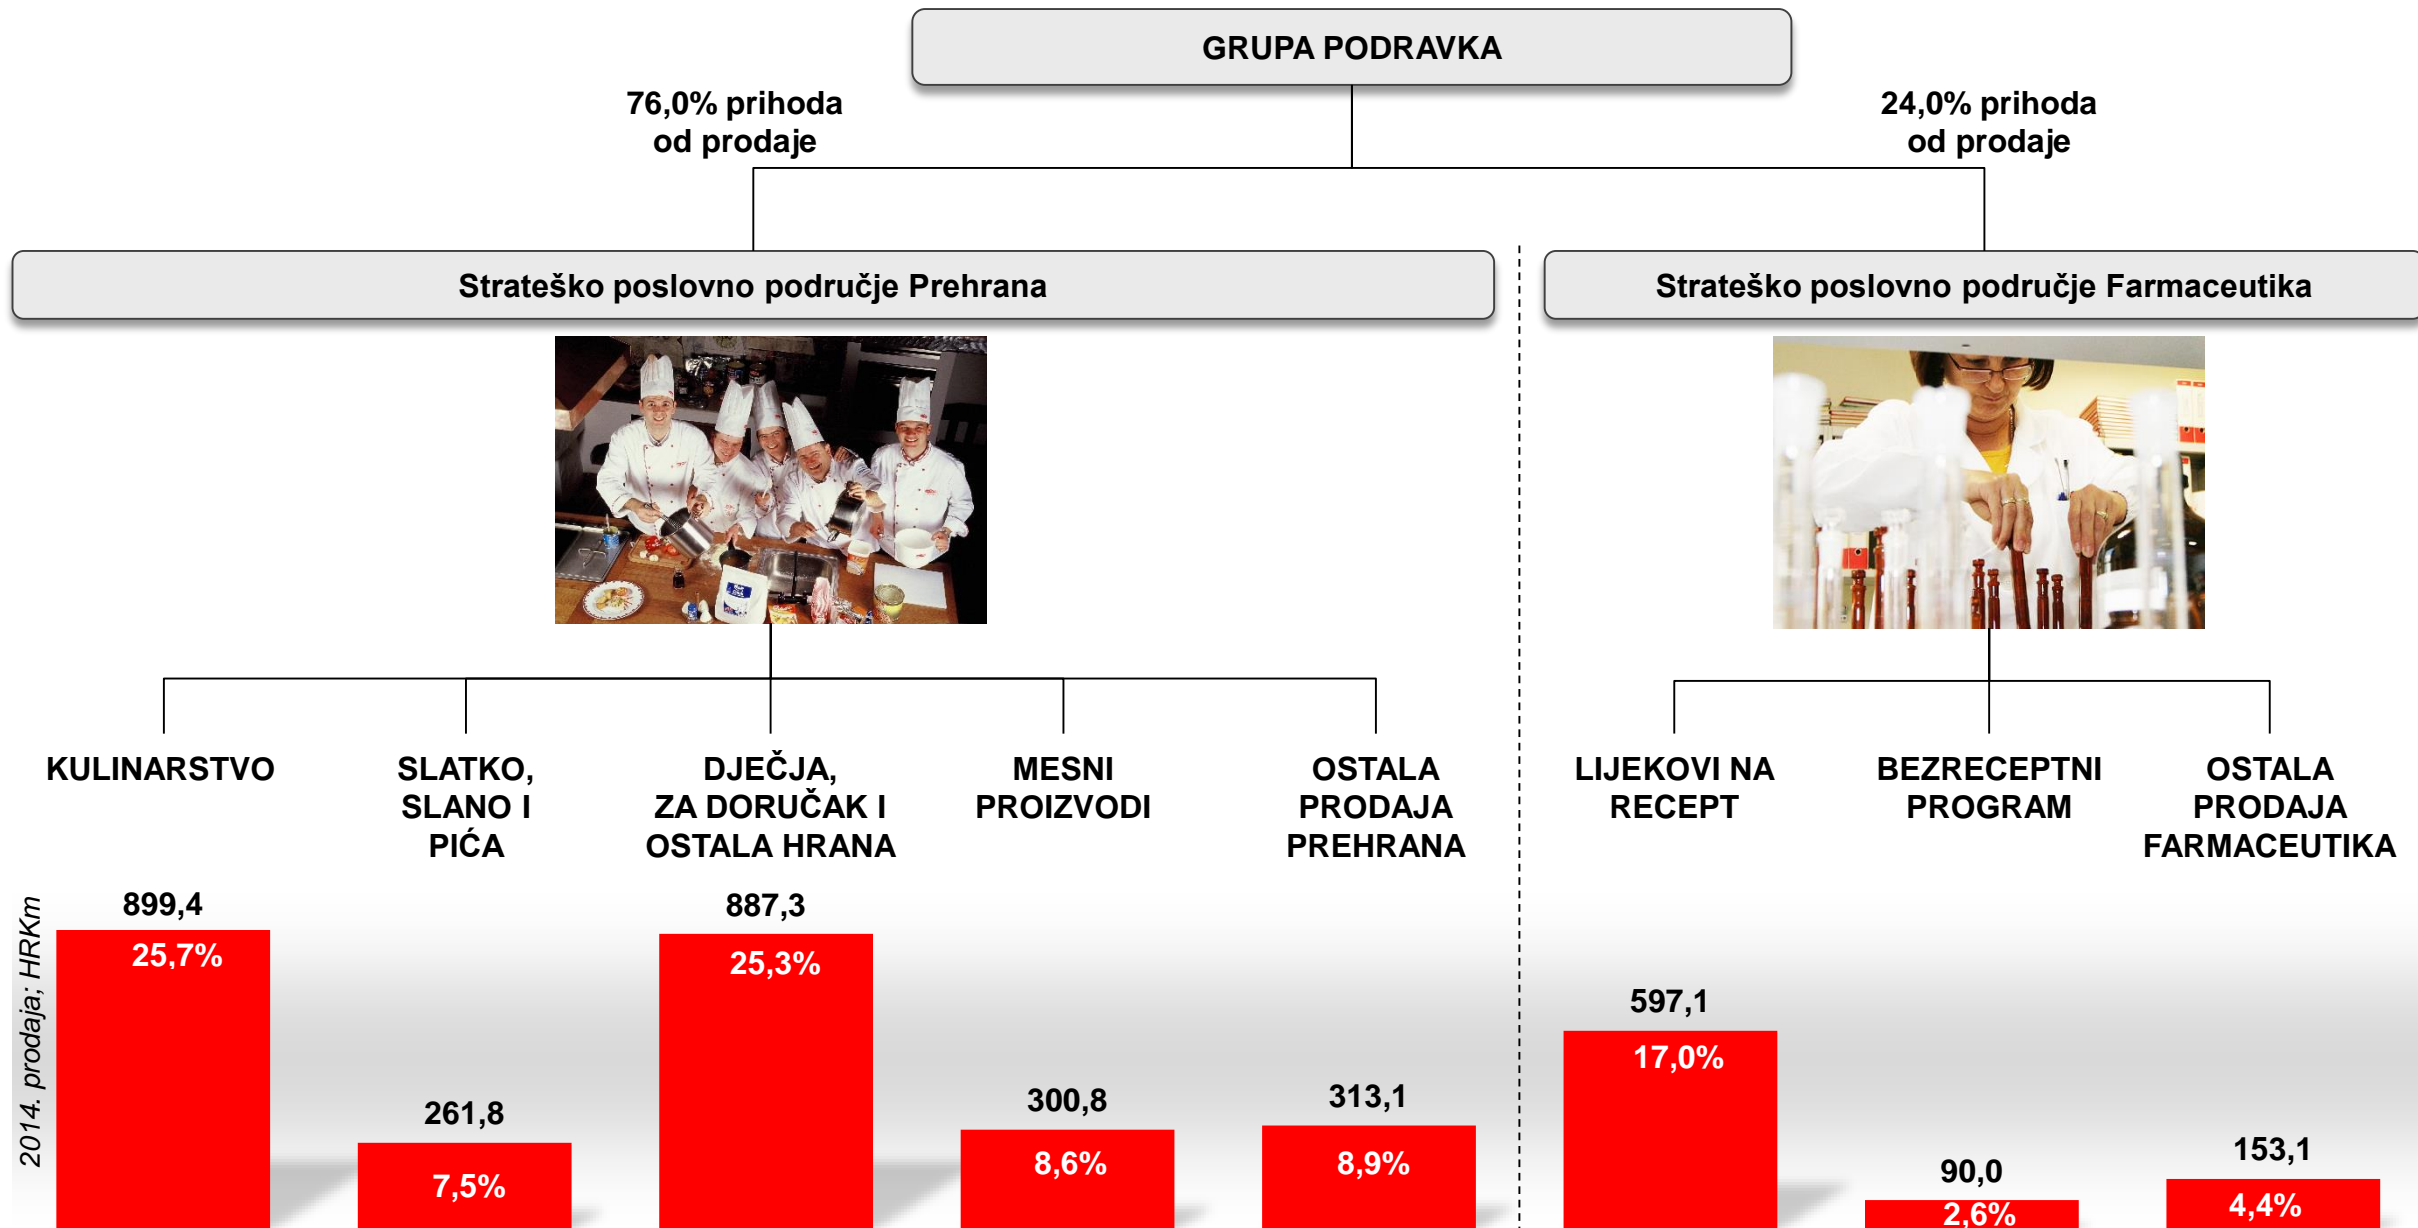 GRUPA PODRAVKA
76,0% prihoda
od prodaje
24,0% prihoda
od prodaje
Strateško poslovno područje Prehrana
Strateško poslovno područje Farmaceutika
KULINARSTVO
SLATKO,
SLANO I
PIĆA
DJEČJA,
ZA DORUČAK I
OSTALA HRANA
MESNI
PROIZVODI
OSTALA
PRODAJA
PREHRANA
LIJEKOVI NA
RECEPT
BEZRECEPTNI
PROGRAM
OSTALA
PRODAJA
FARMACEUTIKA
2014. prodaja; HRKm
899,4
25,7%
261,8
7,5%
887,3
25,3%
300,8
8,6%
313,1
8,9%
597,1
17,0%
90,0
2,6%
153,1
4,4%